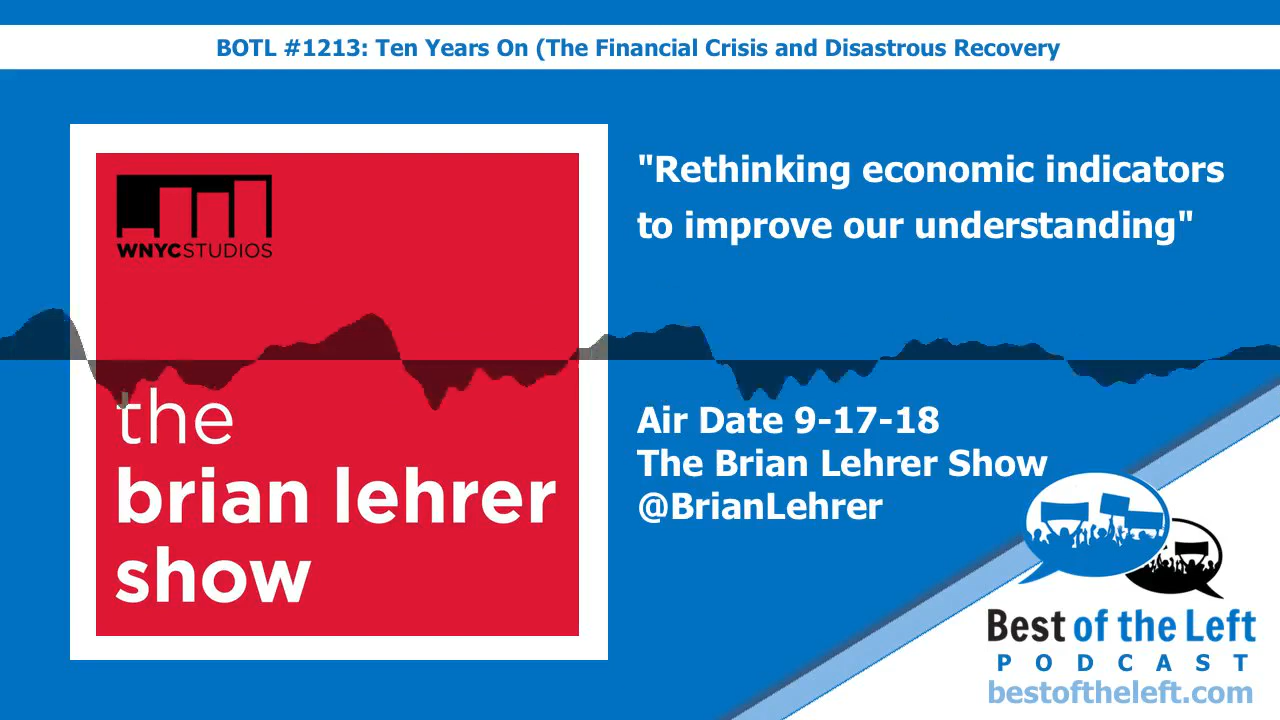 BOTL #1213: Ten Years On (The Financial Crisis and Disastrous Recovery
WNYCSTUDIOS
the
brian lehrer
show
"Rethinking economic indicators
to improve our understanding"
Air Date 9-17-18
The Brian Lehrer Show
@BrianLehrer
Best of the Left
PODCAST
bestoftheleft.com